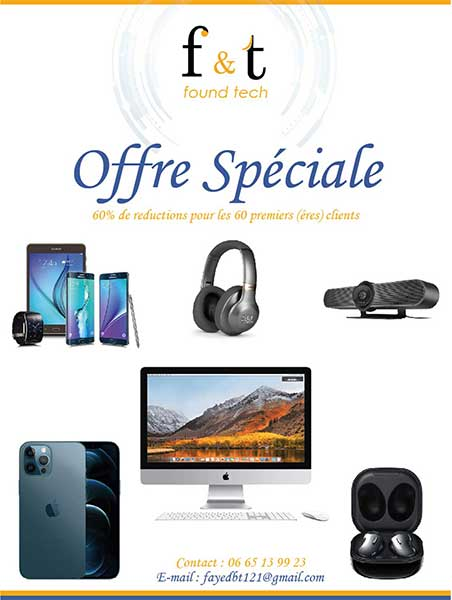 f & t
found tech
Offre Spéciale
60% de reductions pour les 60 premiers (éres) clients
Contact : 06 65 13 99 23
E-mail : fayedbt121@gmail.com